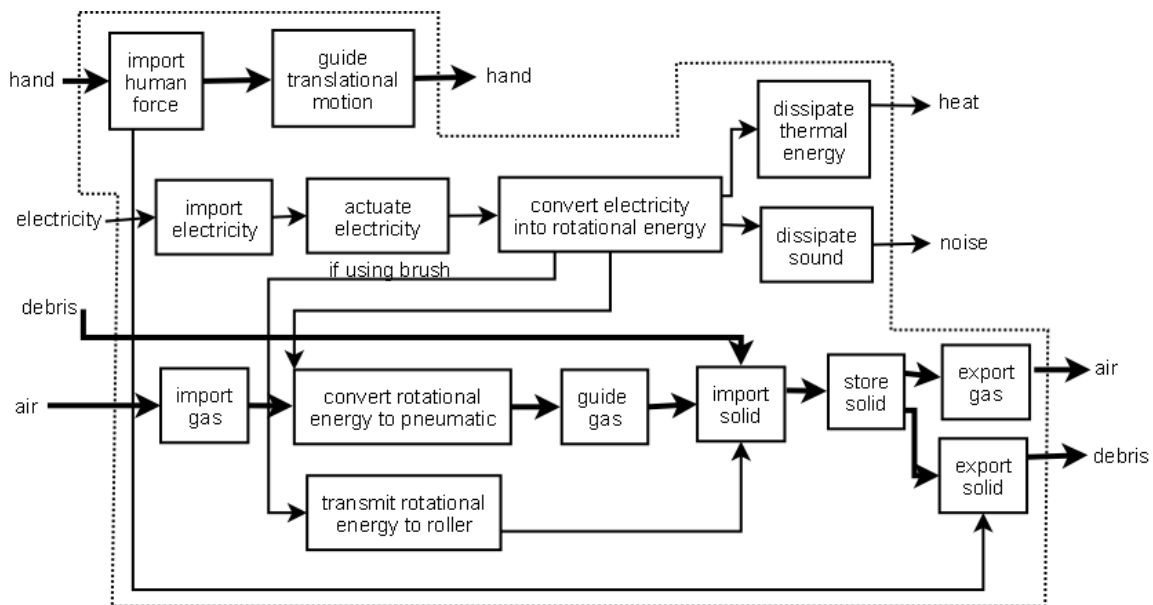 hand
import
human
force
guide
translational
motion
hand
dissipate
thermal
energy
heat
electricity
import
electricity
actuate
electricity
convert electricity
into rotational energy
dissipate
sound
noise
if using brush
debris
air
import
gas
convert rotational
energy to pneumatic
guide
gas
import
solid
store
solid
export
gas
air
export
solid
debris
transmit rotational
energy to roller